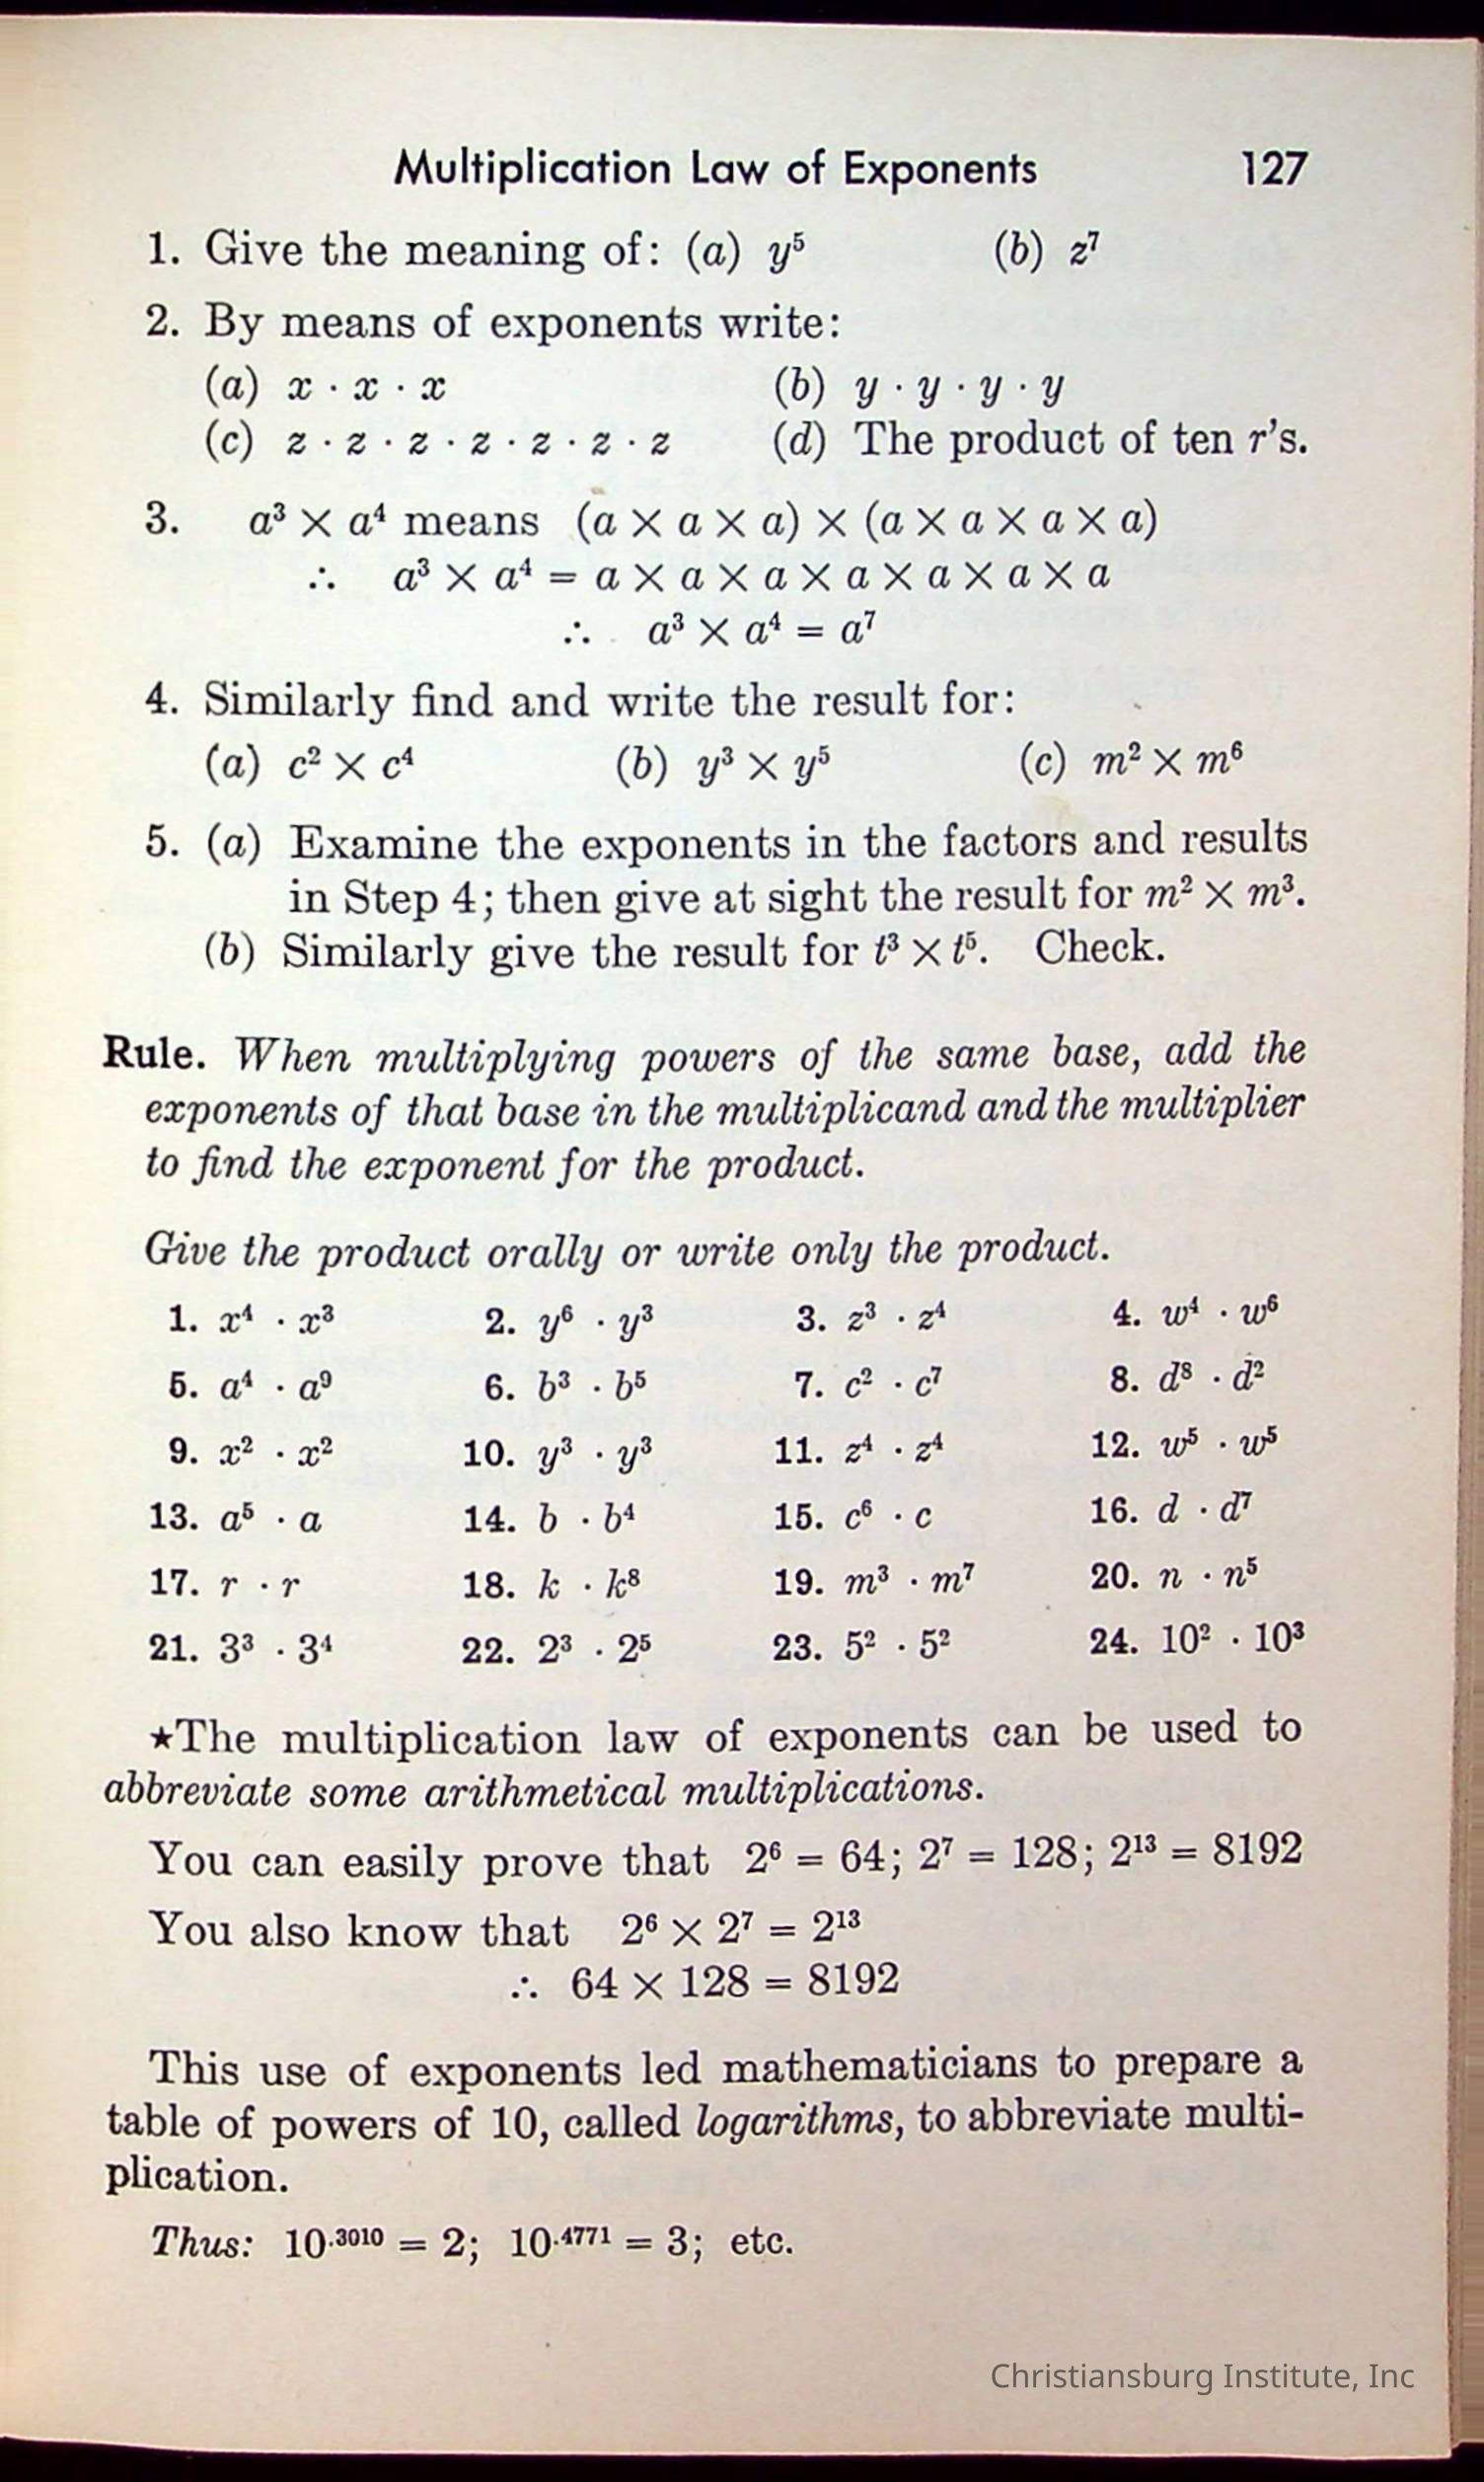 Multiplication Law of Exponents 127
1. Give the meaning of: (a) y⁵ (b) z⁷
2. By means of exponents write:
(a) x · x · x (b) y · y · y · y
(c) z · z · z · z · z · z · z (d) The product of ten r's.
3. a³ × a⁴ means (a × a × a) × (a × a × a × a)
∴ a³ × a⁴ = a × a × a × a × a × a × a
∴ a³ × a⁴ = a⁷
4. Similarly find and write the result for:
(a) c² × c⁴ (b) y³ × y⁵ (c) m² × m⁶
5. (a) Examine the exponents in the factors and results
in Step 4; then give at sight the result for m² × m³.
(b) Similarly give the result for t³ × t⁵. Check.
Rule. When multiplying powers of the same base, add the
exponents of that base in the multiplicand and the multiplier
to find the exponent for the product.
Give the product orally or write only the product.
1. x⁴ · x³ 2. y⁶ · y³ 3. z³ · z⁴ 4. w⁴ · w⁶
5. a⁴ · a⁹ 6. b³ · b⁵ 7. c² · c⁷ 8. d⁸ · d²
9. x² · x² 10. y³ · y³ 11. z⁴ · z⁴ 12. w⁵ · w⁵
13. a⁵ · a 14. b · b⁴ 15. c⁶ · c 16. d · d⁷
17. r · r 18. k · k⁸ 19. m³ · m⁷ 20. n · n⁵
21. 3³ · 3⁴ 22. 2³ · 2⁵ 23. 5² · 5² 24. 10² · 10³
★The multiplication law of exponents can be used to
abbreviate some arithmetical multiplications.
You can easily prove that 2⁶ = 64; 2⁷ = 128; 2¹³ = 8192
You also know that 2⁶ × 2⁷ = 2¹³
∴ 64 × 128 = 8192
This use of exponents led mathematicians to prepare a
table of powers of 10, called logarithms, to abbreviate multi-
plication.
Thus: 10^.3010 = 2; 10^.4771 = 3; etc.
Christiansburg Institute, Inc